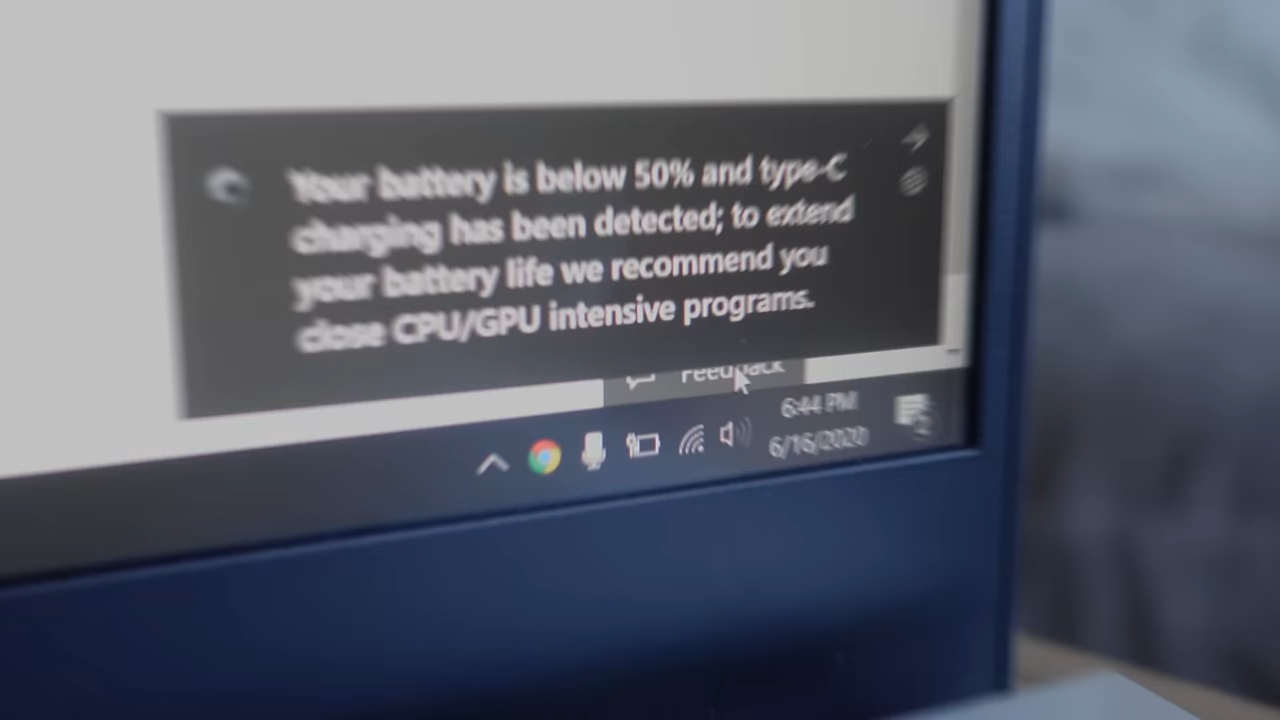 Your battery is below 50% and type-C
charging has been detected; to extend
your battery life we recommend you
close CPU/GPU intensive programs.
Feedback
6:44 PM
6/16/2020